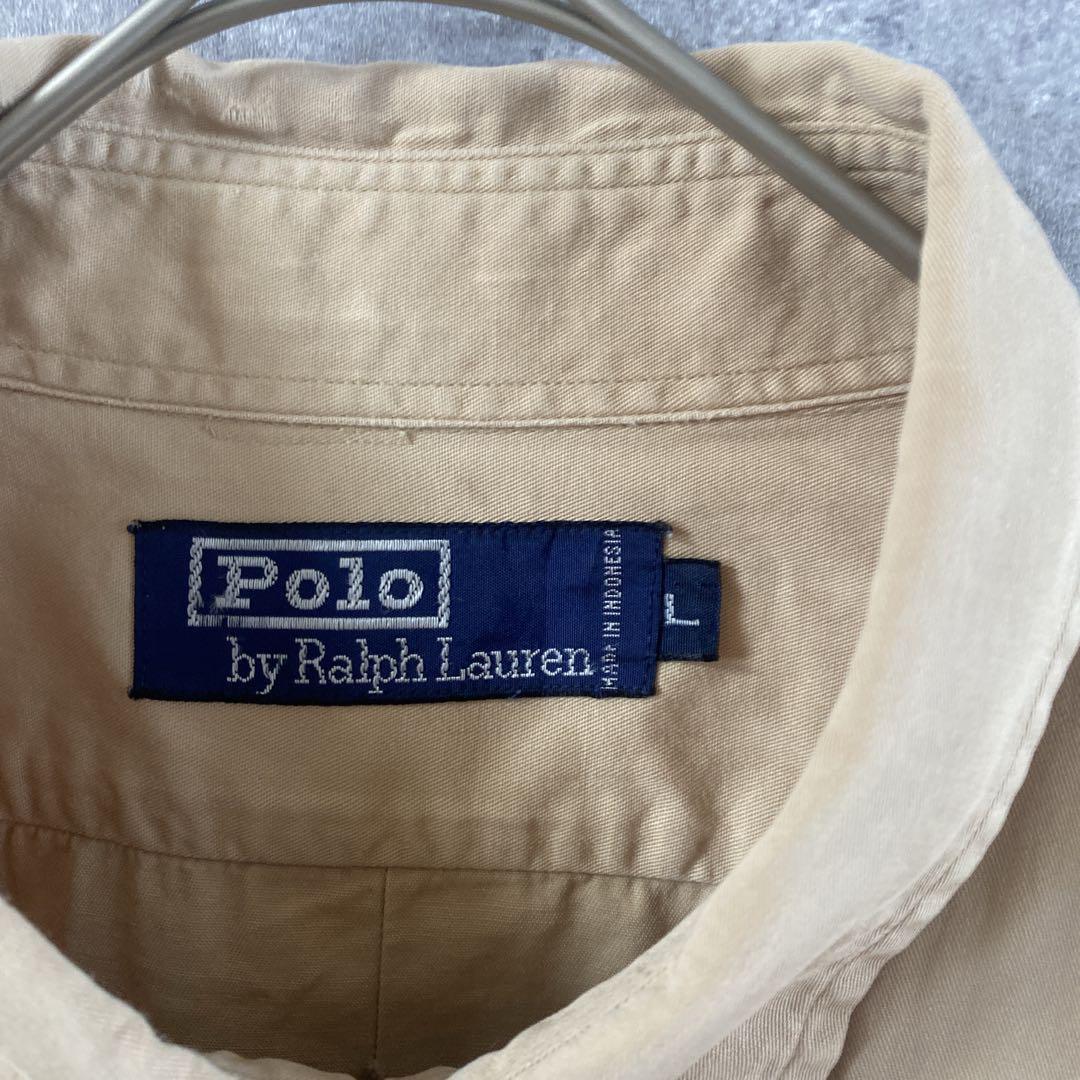 Polo
by Ralph Lauren
MADE IN INDONESIA
L